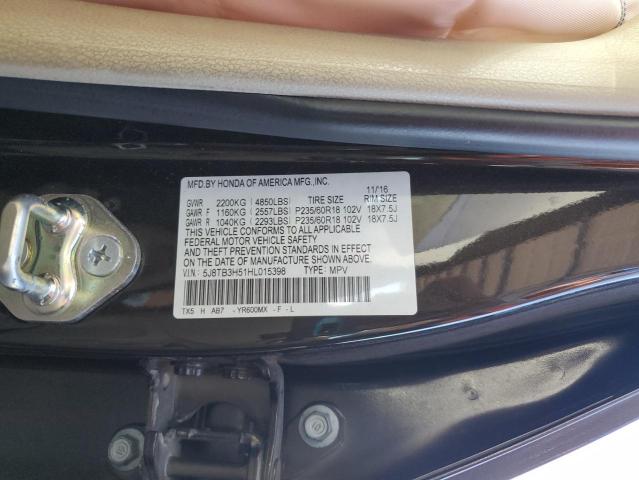 MFD.BY HONDA OF AMERICA MFG.,INC. 11/16
GVWR 2200KG ( 4850LBS) TIRE SIZE RIM SIZE
GAWR F 1160KG ( 2557LBS) P235/60R18 102V 18X7.5J
GAWR R 1040KG ( 2293LBS) P235/60R18 102V 18X7.5J
THIS VEHICLE CONFORMS TO ALL APPLICABLE
FEDERAL MOTOR VEHICLE SAFETY
AND THEFT PREVENTION STANDARDS IN EFFECT
ON THE DATE OF MANUFACTURE SHOWN ABOVE.
V.I.N: 5J8TB3H51HL015398 TYPE: MPV
TX5 H AB7 - YR600MX - F - L